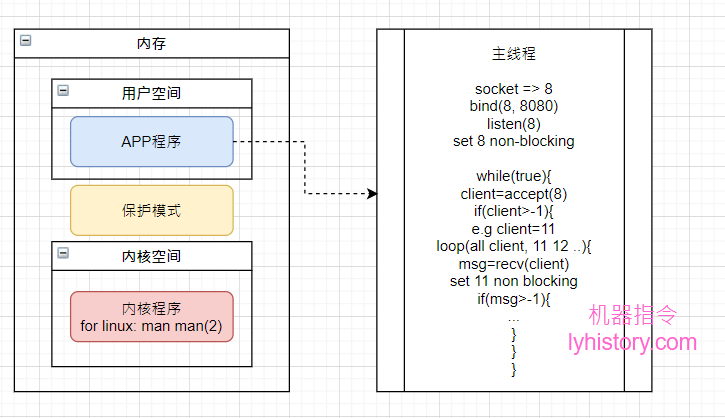 内存
用户空间
APP程序
保护模式
内核空间
内核程序
for linux: man man(2)
主线程
socket => 8
bind(8, 8080)
listen(8)
set 8 non-blocking
while(true){
client=accept(8)
if(client>-1){
e.g client=11
loop(all client, 11 12 ..){
msg=recv(client)
set 11 non blocking
if(msg>-1){
...
}
}
}
机器指令
lyhistory.com